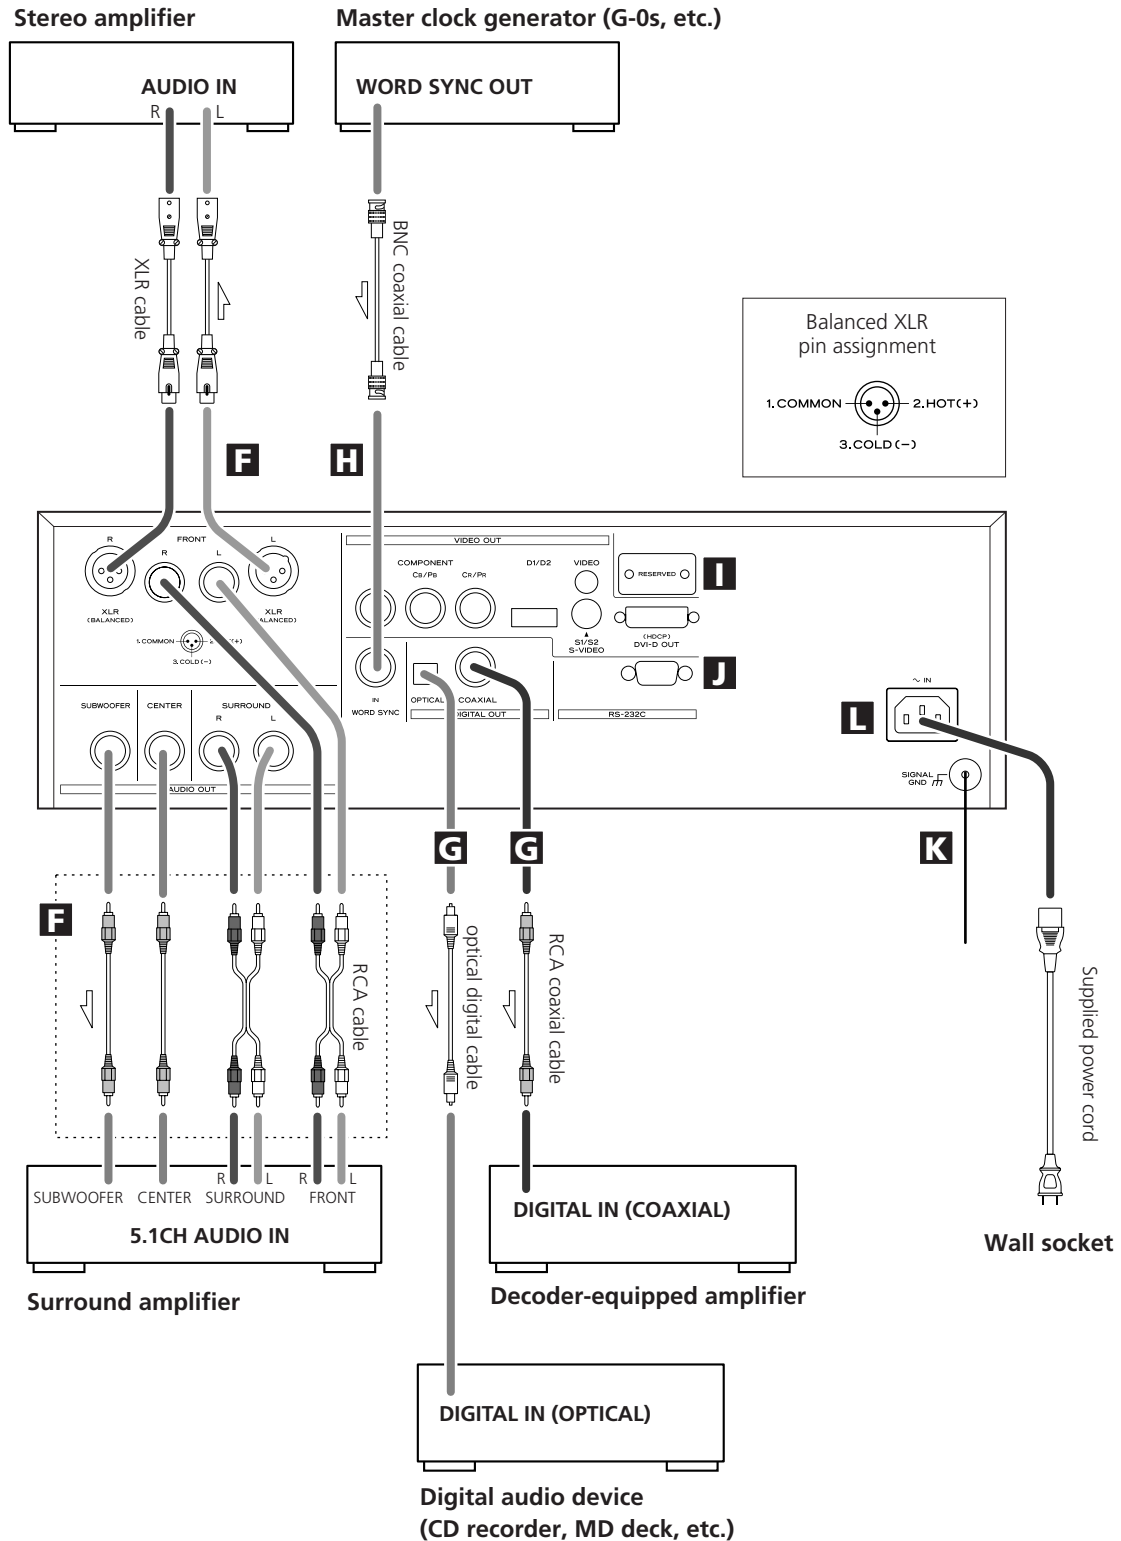 Stereo amplifier
Master clock generator (G-0s, etc.)
AUDIO IN
R L
WORD SYNC OUT
XLR cable
BNC coaxial cable
Balanced XLR
pin assignment
1.COMMON
2.HOT(+)
3.COLD(−)
F
H
R FRONT L
R L
XLR
(BALANCED)
XLR
ALANCED)
1.COMMON
2. (+)
3.COLD(−)
VIDEO OUT
COMPONENT
CB/PB
CR/PR
D1/D2
VIDEO
S1/S2
S-VIDEO
RESERVED
I
(HDCP)
DVI-D OUT
J
IN
WORD SYNC
OPTICAL
COAXIAL
DIGITAL OUT
RS-232C
SUBWOOFER
CENTER
SURROUND
R L
AUDIO OUT
∼ IN
L
SIGNAL
GND
K
G
G
F
RCA cable
optical digital cable
RCA coaxial cable
Supplied power cord
R L R L
SUBWOOFER CENTER SURROUND FRONT
5.1CH AUDIO IN
Surround amplifier
DIGITAL IN (COAXIAL)
Decoder-equipped amplifier
Wall socket
DIGITAL IN (OPTICAL)
Digital audio device
(CD recorder, MD deck, etc.)